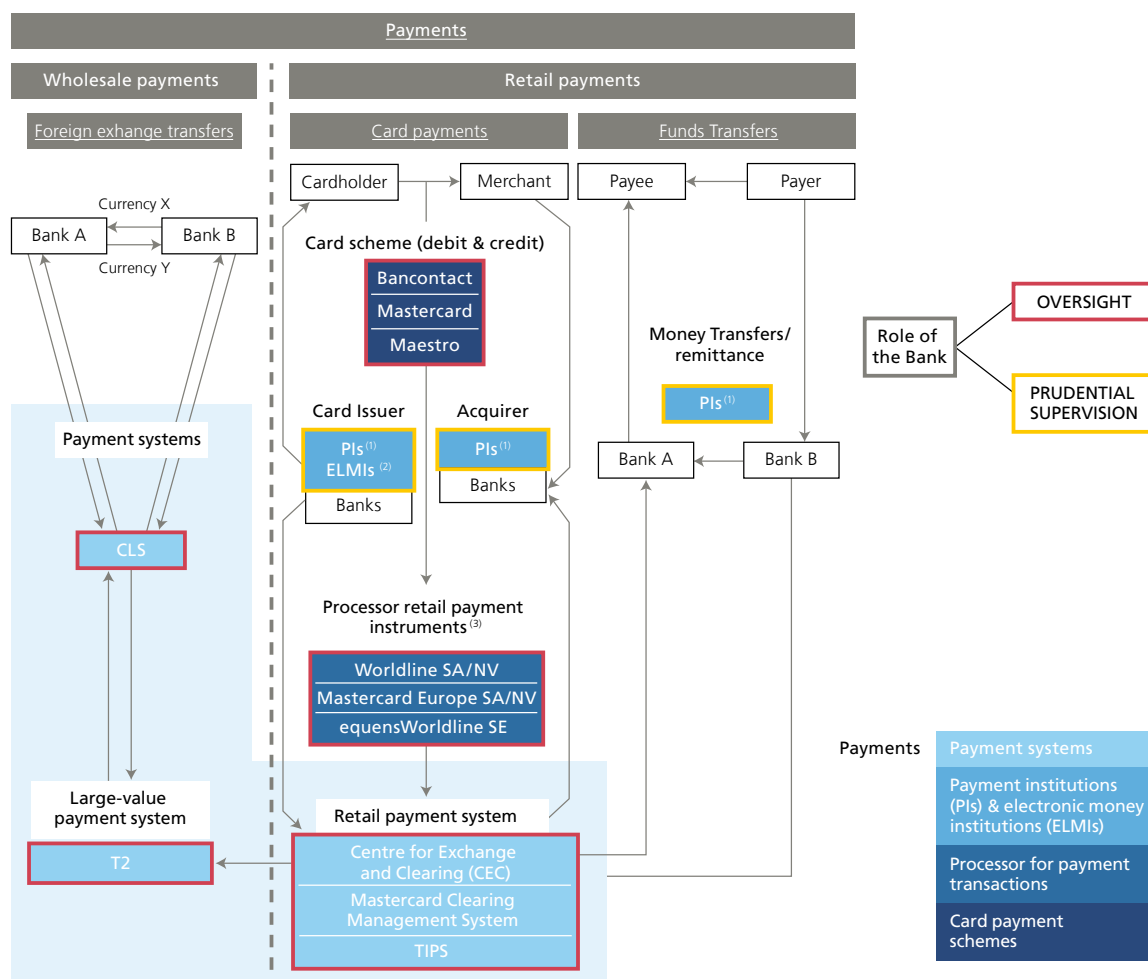 Payments
Wholesale payments
Retail payments
Foreign exhange transfers
Card payments
Funds Transfers
Cardholder
Merchant
Payee
Payer
Currency X
Bank A
Bank B
Currency Y
Card scheme (debit & credit)
Bancontact
Mastercard
Maestro
Money Transfers/
remittance
PIs (1)
Role of
the Bank
OVERSIGHT
PRUDENTIAL
SUPERVISION
Card Issuer
Acquirer
PIs (1)
ELMIs (2)
Banks
PIs (1)
Banks
Bank A
Bank B
Payment systems
CLS
Processor retail payment
instruments (3)
Worldline SA/NV
Mastercard Europe SA/NV
equensWorldline SE
Large-value
payment system
T2
Retail payment system
Centre for Exchange
and Clearing (CEC)
Mastercard Clearing
Management System
TIPS
Payments
Payment systems
Payment institutions
(PIs) & electronic money
institutions (ELMIs)
Processor for payment
transactions
Card payment
schemes